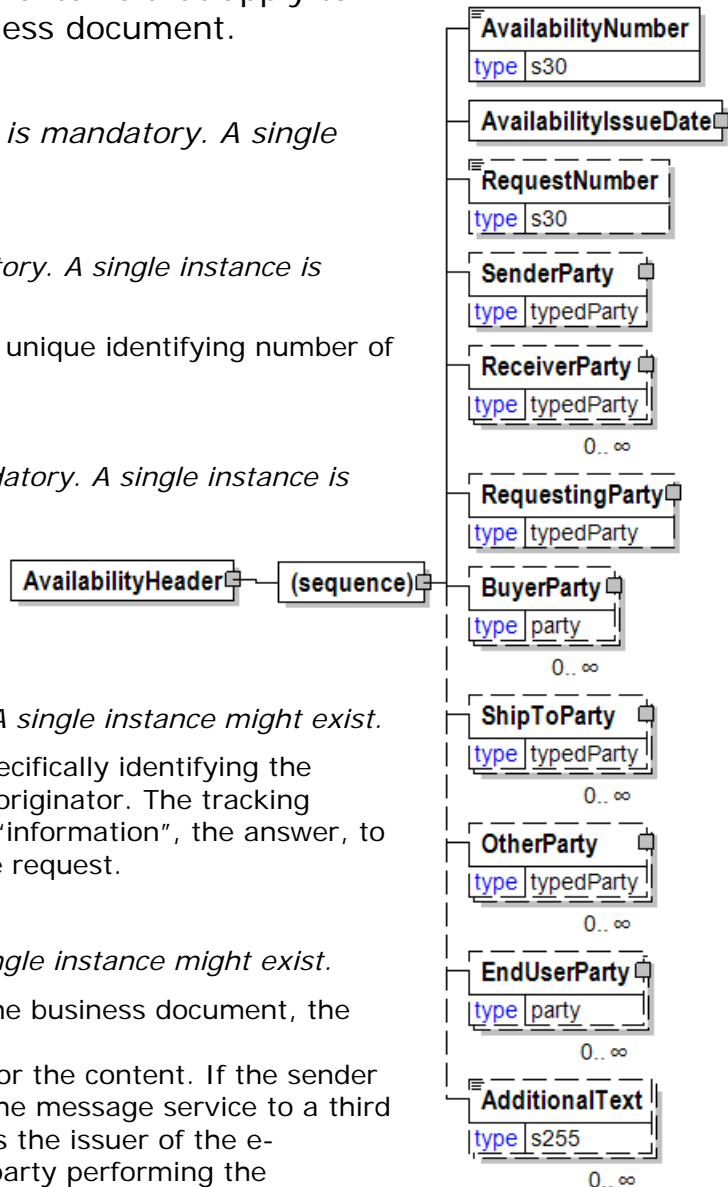 ess document.
is mandatory. A single
ory. A single instance is
unique identifying number of
datory. A single instance is
A single instance might exist.
ecifically identifying the
originator. The tracking
"information", the answer, to
e request.
ngle instance might exist.
ne business document, the
or the content. If the sender
ne message service to a third
s the issuer of the e-
party performing the
AvailabilityHeader
(sequence)
AvailabilityNumber
type s30
AvailabilityIssueDate
RequestNumber
type s30
SenderParty
type typedParty
ReceiverParty
type typedParty
0.. ∞
RequestingParty
type typedParty
BuyerParty
type party
0.. ∞
ShipToParty
type typedParty
0.. ∞
OtherParty
type typedParty
0.. ∞
EndUserParty
type party
0.. ∞
AdditionalText
type s255
0.. ∞